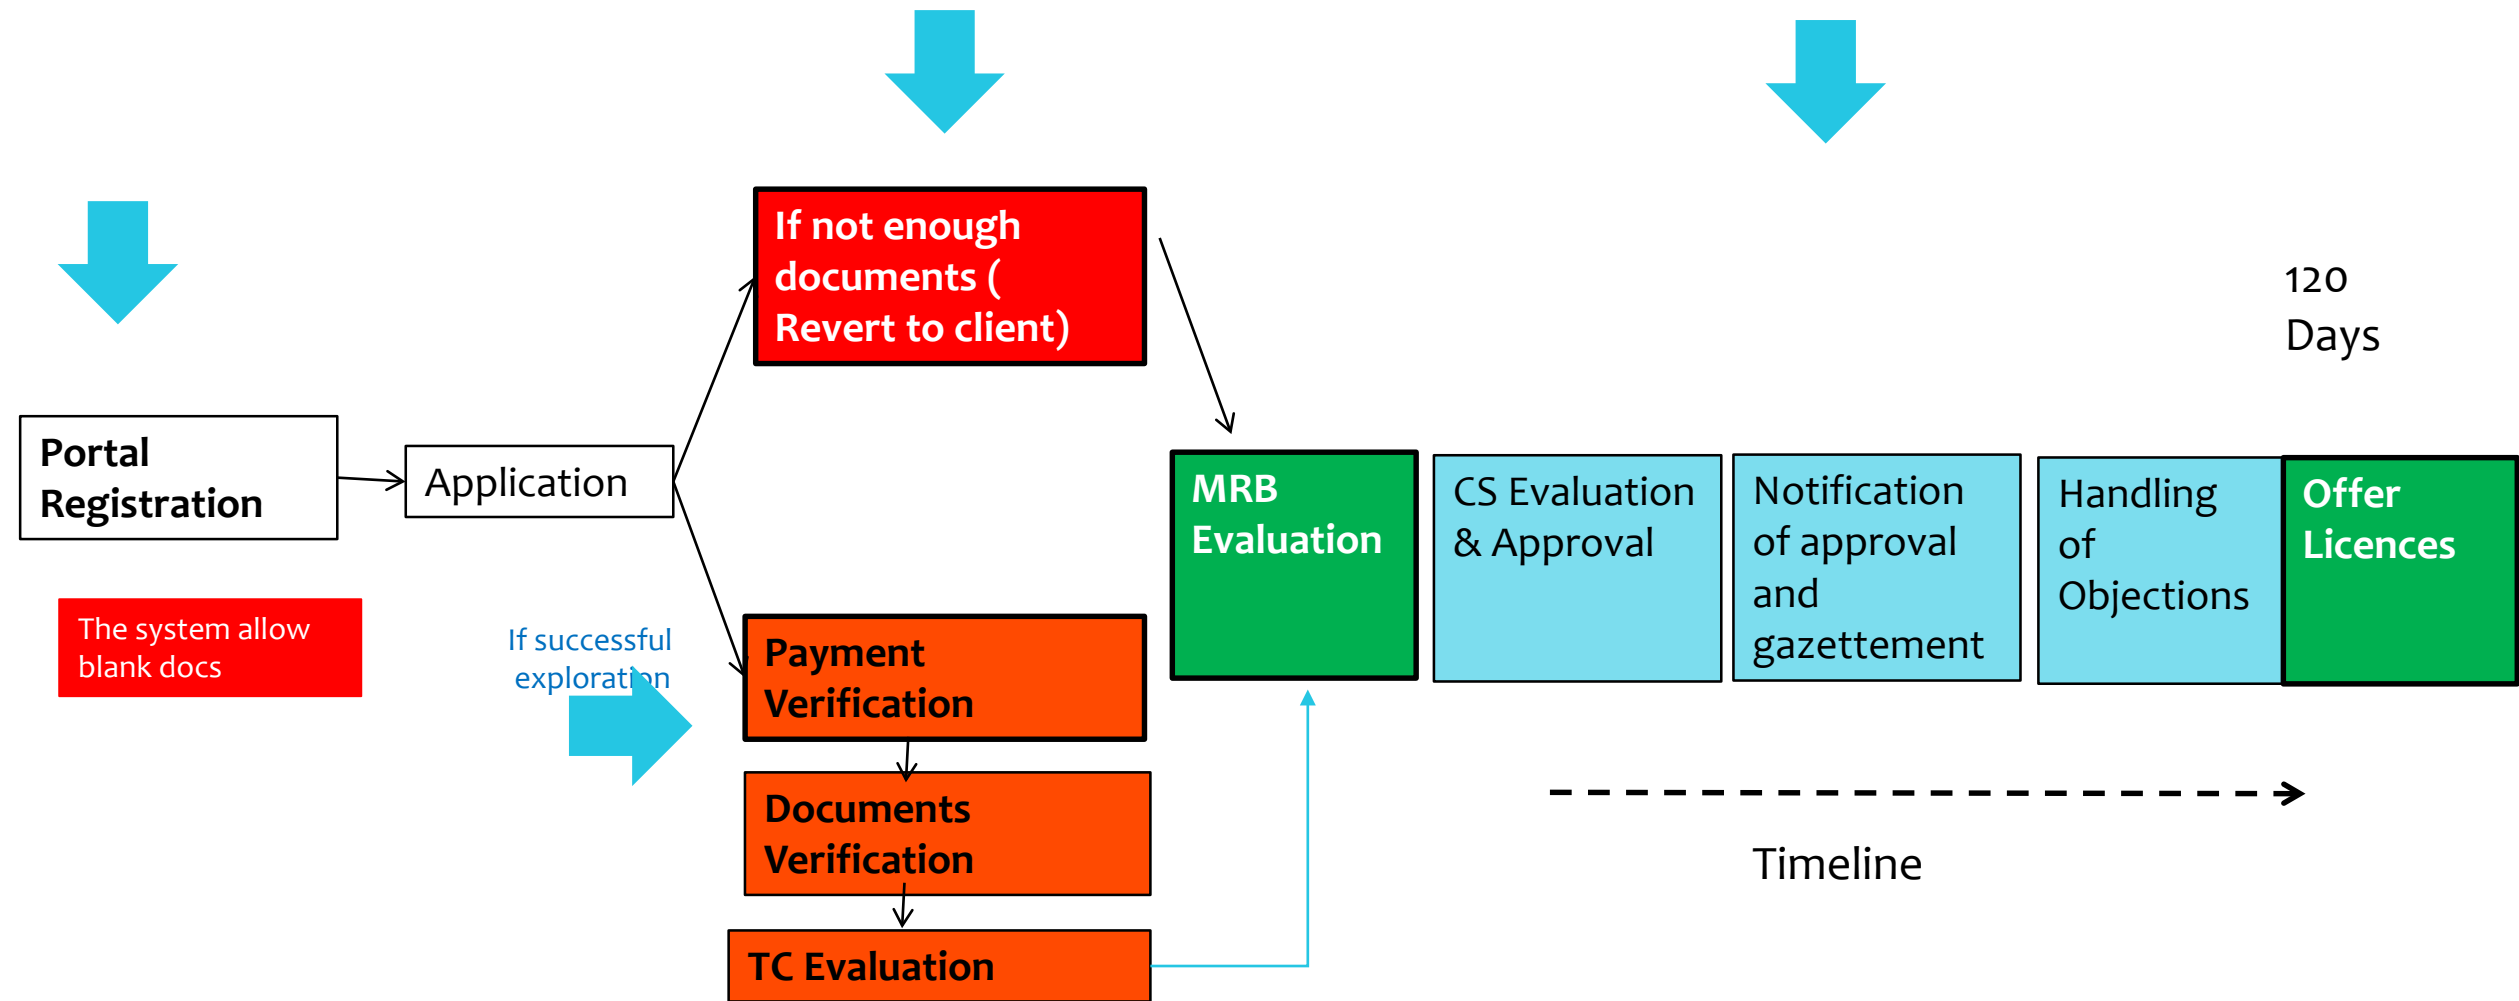 If not enough
documents (
Revert to client)
120
Days
Portal
Registration
Application
MRB
Evaluation
CS Evaluation
& Approval
Notification
of approval
and
gazettement
Handling
of
Objections
Offer
Licences
The system allow
blank docs
If successful
exploration
Payment
Verification
Documents
Verification
TC Evaluation
Timeline